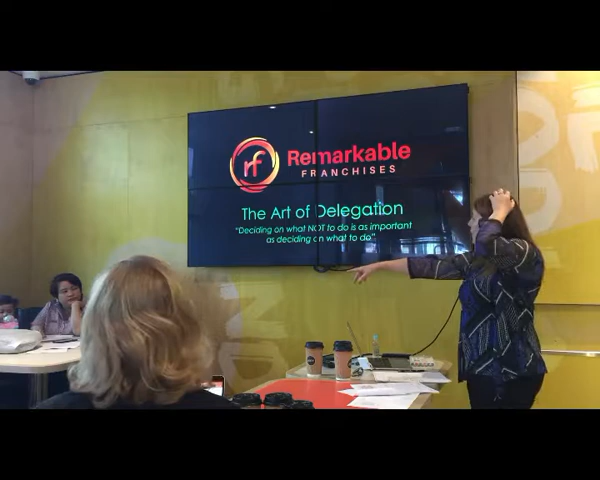 rf
Remarkable
FRANCHISES
The Art of Delegation
"Deciding on what NOT to do is as important
as deciding on what to do"